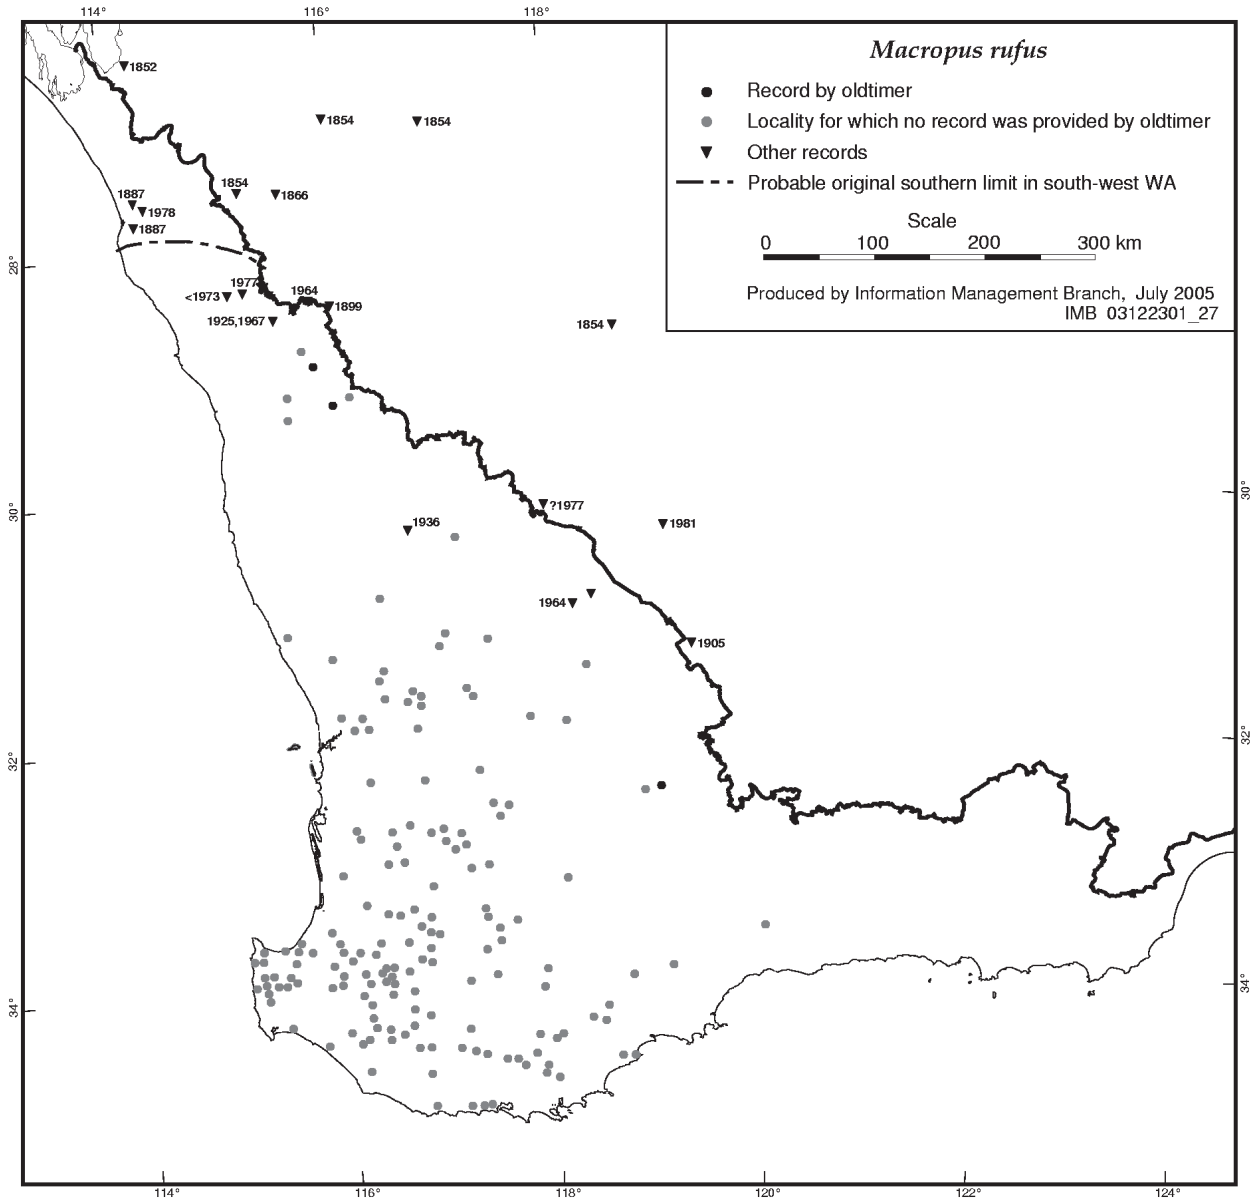 114° 116° 118°
Macropus rufus
Record by oldtimer
Locality for which no record was provided by oldtimer
Other records
Probable original southern limit in south-west WA
Scale
0 100 200 300 km
Produced by Information Management Branch, July 2005
IMB 03122301_27
1852
1854
1854
1854
1866
1887
1978
1887
28°
1977
<1973
1964
1899
1925,1967
1854
30°
30°
?1977
1936
1981
1964
1905
32°
32°
34°
34°
114° 116° 118° 120° 122° 124°